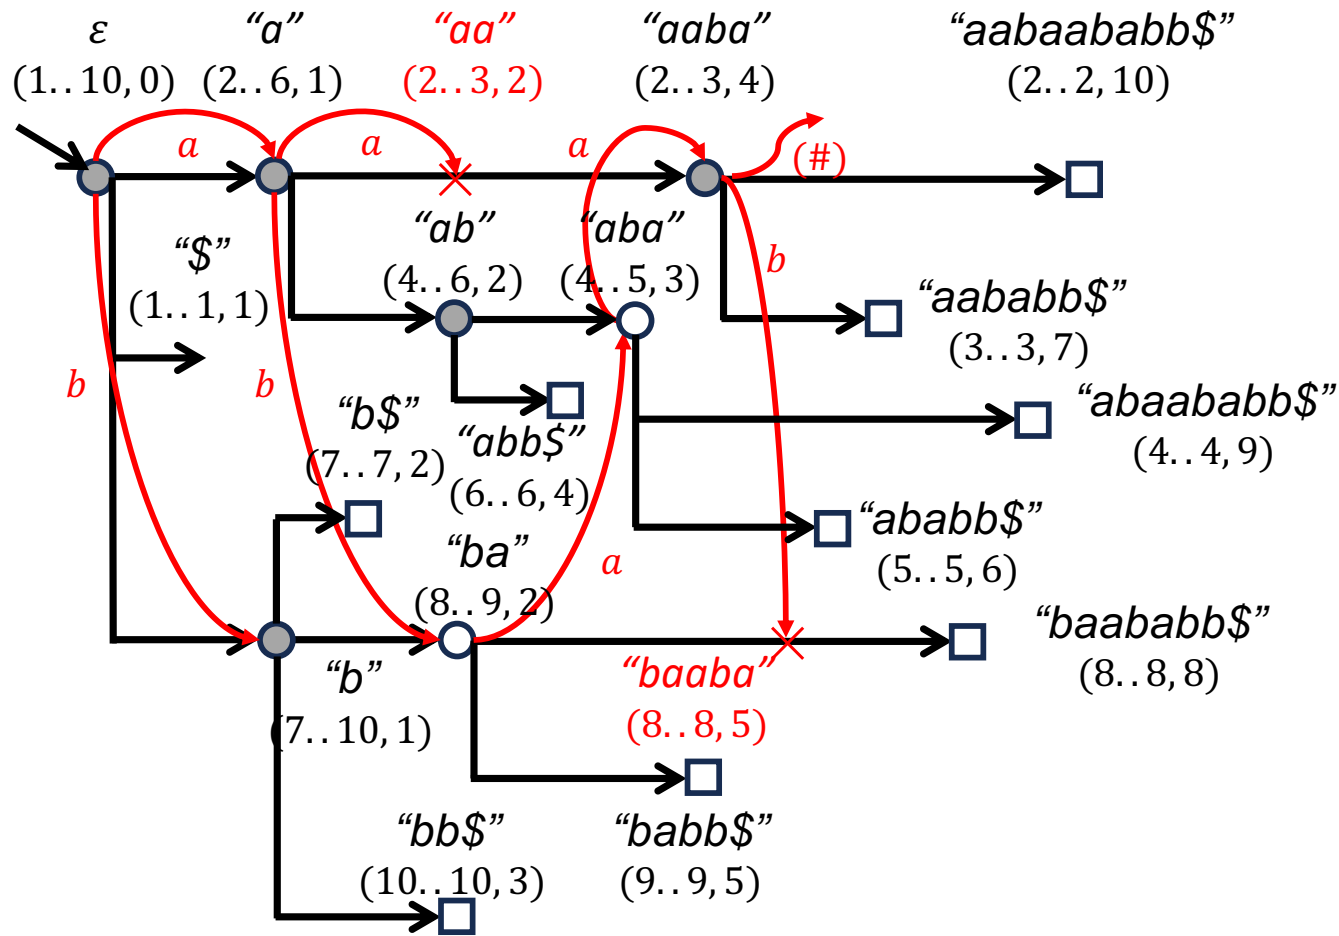 ε
(1..10, 0)
“a”
(2..6, 1)
“aa”
(2..3, 2)
“aaba”
(2..3, 4)
“aabaababb$”
(2..2, 10)
a
a
a
(#)
“$”
(1..1, 1)
“ab”
(4..6, 2)
“aba”
(4..5, 3)
b
“aababb$”
(3..3, 7)
b
b
“b$”
(7..7, 2)
“abb$”
(6..6, 4)
“abaababb$”
(4..4, 9)
“ababb$”
(5..5, 6)
“ba”
(8..9, 2)
a
“baababb$”
(8..8, 8)
“b”
(7..10, 1)
“baaba”
(8..8, 5)
“bb$”
(10..10, 3)
“babb$”
(9..9, 5)